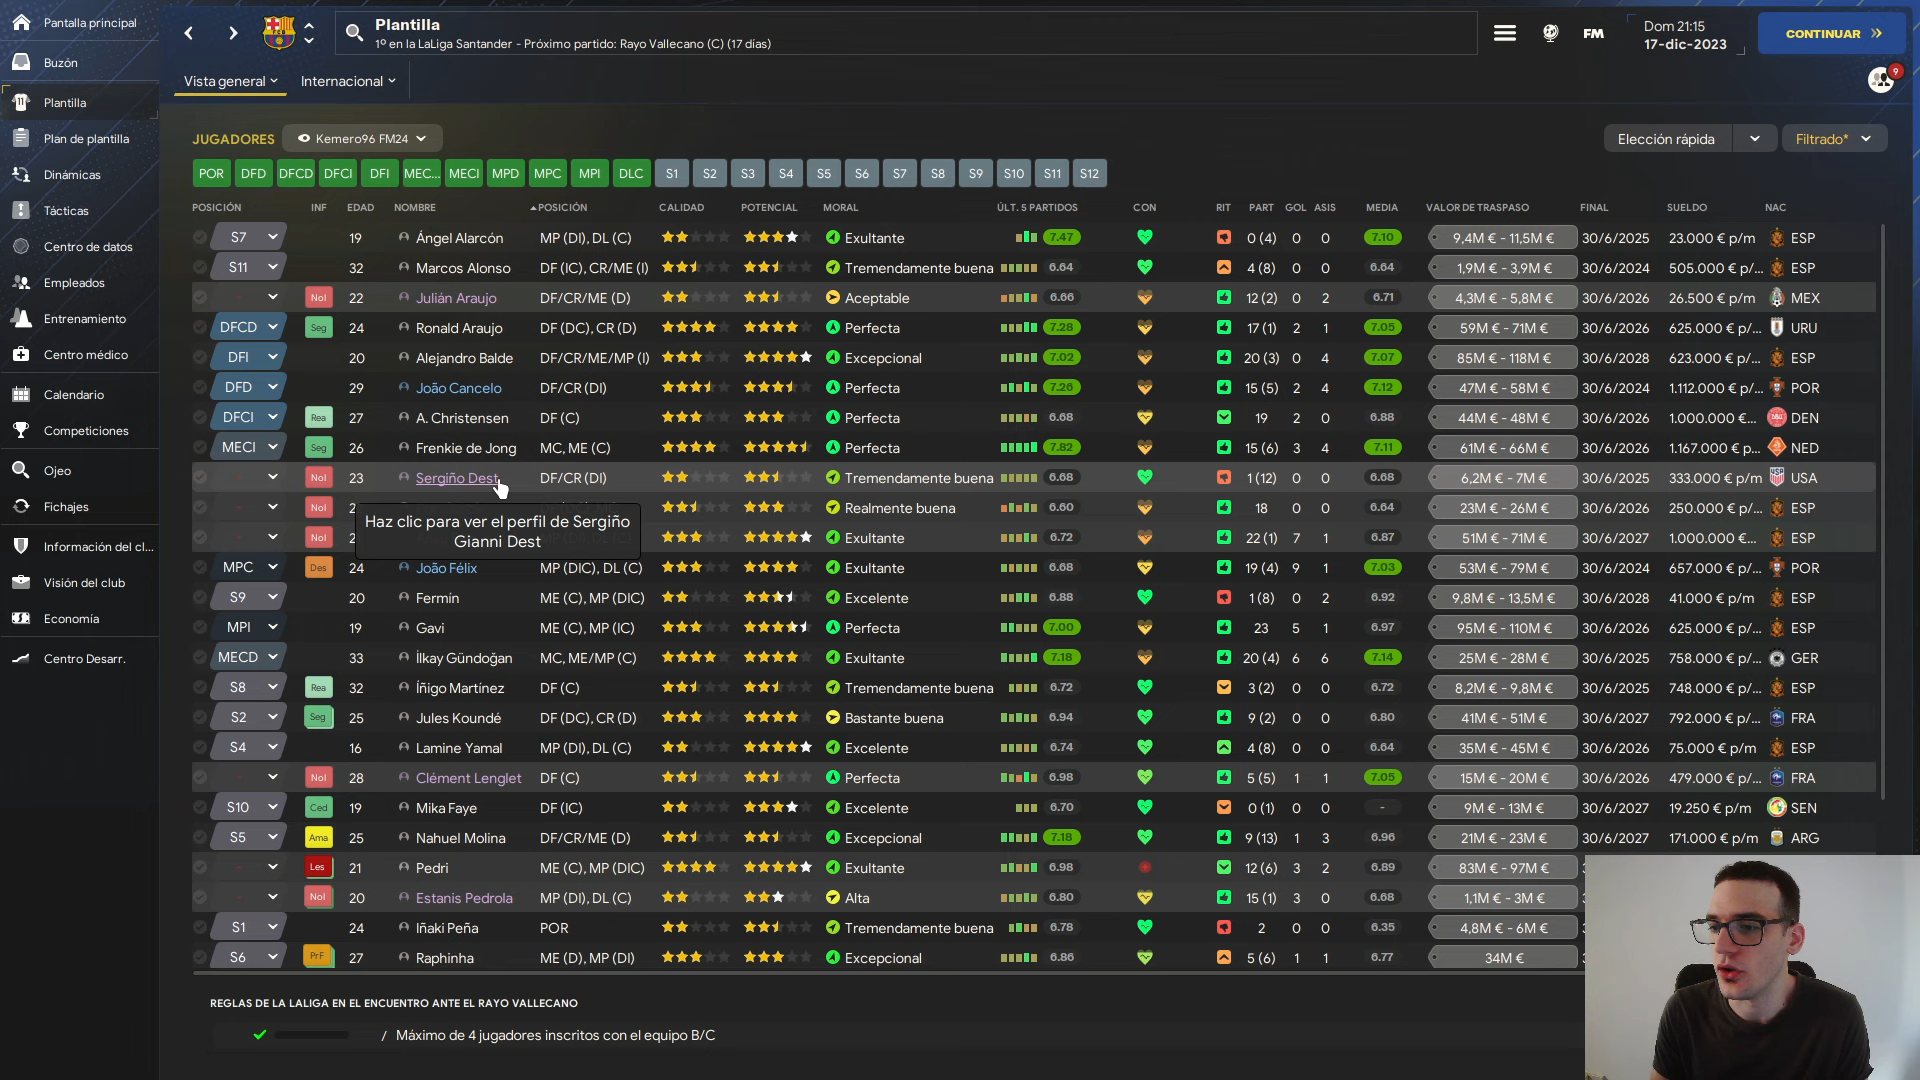 Pantalla principal
Buzón
Plantilla
Plan de plantilla
Dinámicas
Tácticas
Centro de datos
Empleados
Entrenamiento
Centro médico
Calendario
Competiciones
Ojeo
Fichajes
Información del cl...
Visión del club
Economía
Centro Desarr.
Plantilla
1º en la LaLiga Santander - Próximo partido: Rayo Vallecano (C) (17 días)
FM
Dom 21:15
17-dic-2023
CONTINUAR
9
Vista general
Internacional
JUGADORES
Kemero96 FM24
Elección rápida
Filtrado*
POR DFD DFCD DFCI DFI MEC... MECI MPD MPC MPI DLC S1 S2 S3 S4 S5 S6 S7 S8 S9 S10 S11 S12
POSICIÓN INF EDAD NOMBRE POSICIÓN CALIDAD POTENCIAL MORAL ÚLT. 5 PARTIDOS CON RIT PART GOL ASIS MEDIA VALOR DE TRASPASO FINAL SUELDO NAC
S7 19 Ángel Alarcón MP (DI), DL (C) Exultante 7.47 0 (4) 0 0 7.10 9,4M € - 11,5M € 30/6/2025 23.000 € p/m ESP
S11 32 Marcos Alonso DF (IC), CR/ME (I) Tremendamente buena 6.64 4 (8) 0 0 6.64 1,9M € - 3,9M € 30/6/2024 505.000 € p/... ESP
- Nol 22 Julián Araujo DF/CR/ME (D) Aceptable 6.66 12 (2) 0 2 6.71 4,3M € - 5,8M € 30/6/2026 26.500 € p/m MEX
DFCD Seg 24 Ronald Araujo DF (DC), CR (D) Perfecta 7.28 17 (1) 2 1 7.05 59M € - 71M € 30/6/2026 625.000 € p/... URU
DFI 20 Alejandro Balde DF/CR/ME/MP (I) Excepcional 7.02 20 (3) 0 4 7.07 85M € - 118M € 30/6/2028 623.000 € p/... ESP
DFD 29 João Cancelo DF/CR (DI) Perfecta 7.26 15 (5) 2 4 7.12 47M € - 58M € 30/6/2024 1.112.000 € p/... POR
DFCI Rea 27 A. Christensen DF (C) Perfecta 6.68 19 2 0 6.88 44M € - 48M € 30/6/2026 1.000.000 €... DEN
MECI Seg 26 Frenkie de Jong MC, ME (C) Perfecta 7.82 15 (6) 3 4 7.11 61M € - 66M € 30/6/2026 1.167.000 € p/... NED
- Nol 23 Sergiño Dest DF/CR (DI) Tremendamente buena 6.68 1 (12) 0 0 6.68 6,2M € - 7M € 30/6/2025 333.000 € p/m USA
- Nol 2 Realmente buena 6.60 18 0 0 6.64 23M € - 26M € 30/6/2026 250.000 € p/... ESP
- Nol 2 Exultante 6.72 22 (1) 7 1 6.87 51M € - 71M € 30/6/2027 1.000.000 €... ESP
Haz clic para ver el perfil de Sergiño
Gianni Dest
MPC Des 24 João Félix MP (DIC), DL (C) Exultante 6.68 19 (4) 9 1 7.03 53M € - 79M € 30/6/2024 657.000 € p/... POR
S9 20 Fermín ME (C), MP (DIC) Excelente 6.88 1 (8) 0 2 6.92 9,8M € - 13,5M € 30/6/2028 41.000 € p/m ESP
MPI 19 Gavi ME (C), MP (IC) Perfecta 7.00 23 5 1 6.97 95M € - 110M € 30/6/2026 625.000 € p/... ESP
MECD 33 İlkay Gündoğan MC, ME/MP (C) Exultante 7.18 20 (4) 6 6 7.14 25M € - 28M € 30/6/2025 758.000 € p/... GER
S8 Rea 32 Íñigo Martínez DF (C) Tremendamente buena 6.72 3 (2) 0 0 6.72 8,2M € - 9,8M € 30/6/2025 748.000 € p/... ESP
S2 Seg 25 Jules Koundé DF (DC), CR (D) Bastante buena 6.94 9 (2) 0 0 6.80 41M € - 51M € 30/6/2027 792.000 € p/... FRA
S4 16 Lamine Yamal MP (DI), DL (C) Excelente 6.74 4 (8) 0 0 6.64 35M € - 45M € 30/6/2026 75.000 € p/m ESP
- Nol 28 Clément Lenglet DF (C) Perfecta 6.98 5 (5) 1 1 7.05 15M € - 20M € 30/6/2026 479.000 € p/... FRA
S10 Ced 19 Mika Faye DF (IC) Excelente 6.70 0 (1) 0 0 - 9M € - 13M € 30/6/2027 19.250 € p/m SEN
S5 Ama 25 Nahuel Molina DF/CR/ME (D) Excepcional 7.18 9 (13) 1 3 6.96 21M € - 23M € 30/6/2027 171.000 € p/m ARG
- Les 21 Pedri ME (C), MP (DIC) Exultante 6.98 12 (6) 3 2 6.89 83M € - 97M €
- Nol 20 Estanis Pedrola MP (DI), DL (C) Alta 6.80 15 (1) 3 0 6.68 1,1M € - 3M €
S1 24 Iñaki Peña POR Tremendamente buena 6.78 2 0 0 6.35 4,8M € - 6M €
S6 PrF 27 Raphinha ME (D), MP (DI) Excepcional 6.86 5 (6) 1 1 6.77 34M €
REGLAS DE LA LALIGA EN EL ENCUENTRO ANTE EL RAYO VALLECANO
/ Máximo de 4 jugadores inscritos con el equipo B/C